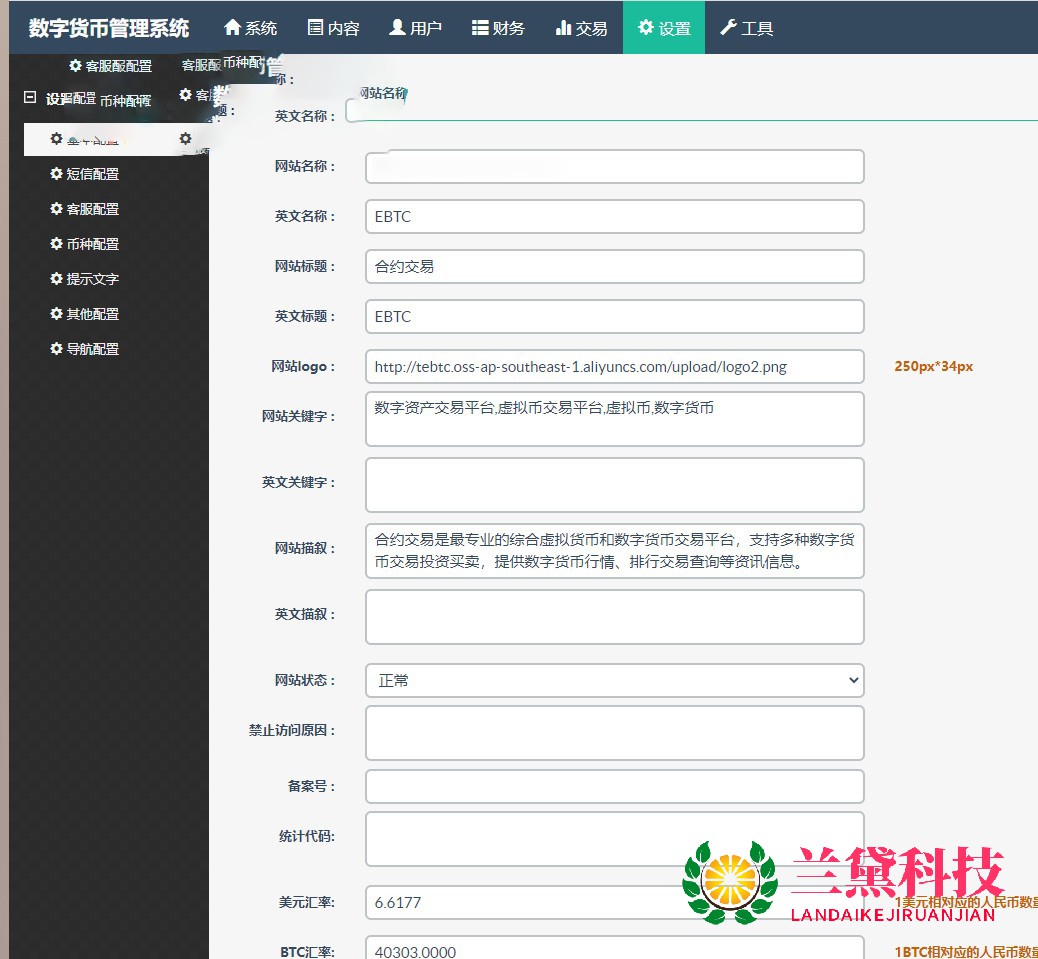 数字货币管理系统 系统 内容 用户 财务 交易 设置 工具
客服配配置 客服服 币种配
网站名称
设置配置 币种配置
英文名称：
短信配置
客服配置
币种配置
提示文字
其他配置
导航配置
网站名称：
英文名称： EBTC
网站标题： 合约交易
英文标题： EBTC
网站logo： http://tebtc.oss-ap-southeast-1.aliyuncs.com/upload/logo2.png 250px*34px
网站关键字： 数字资产交易平台,虚拟币交易平台,虚拟币,数字货币
英文关键字：
网站描叙： 合约交易是最专业的综合虚拟货币和数字货币交易平台，支持多种数字货
币交易投资买卖，提供数字货币行情、排行交易查询等资讯信息。
英文描叙：
网站状态： 正常
禁止访问原因：
备案号：
统计代码:
兰黛科技
LANDAIKEJIRUANJIAN
美元汇率: 6.6177 1美元相对应的人民币数量
BTC汇率: 40303.0000 1BTC相对应的人民币数量